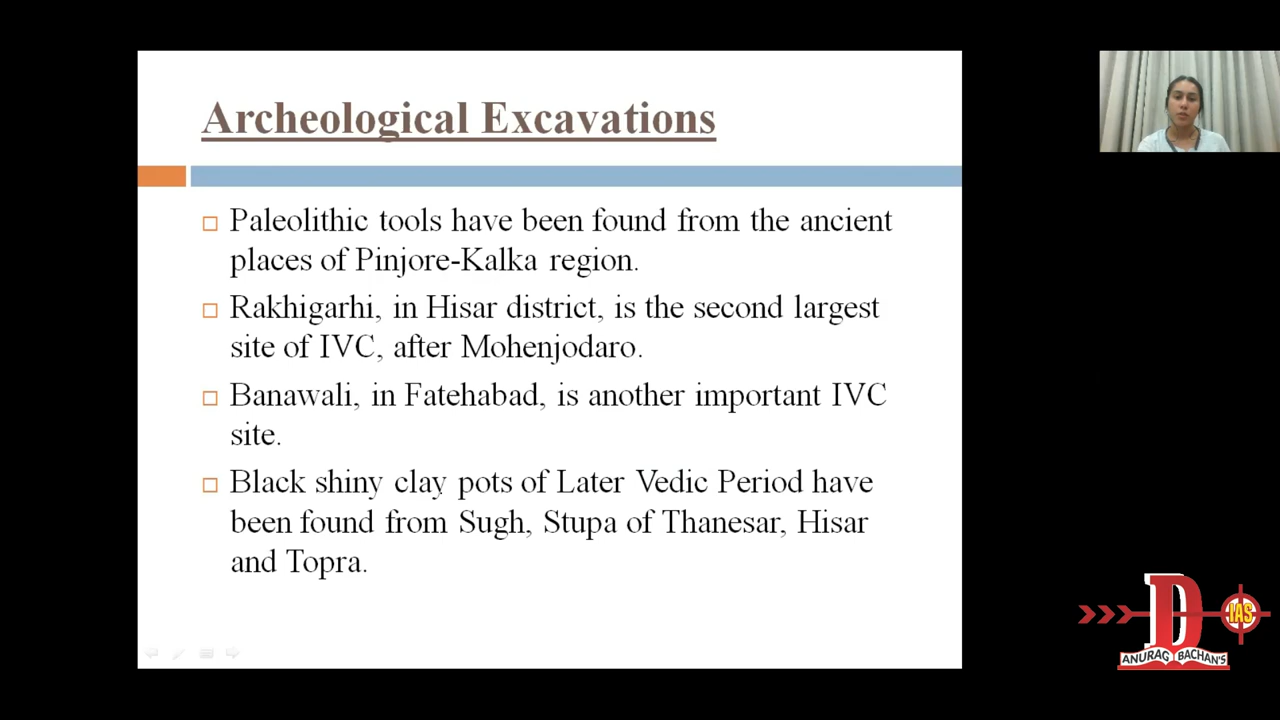 Archeological Excavations
Paleolithic tools have been found from the ancient
places of Pinjore-Kalka region.
Rakhigarhi, in Hisar district, is the second largest
site of IVC, after Mohenjodaro.
Banawali, in Fatehabad, is another important IVC
site.
Black shiny clay pots of Later Vedic Period have
been found from Sugh, Stupa of Thanesar, Hisar
and Topra.
D
IAS
ANURAG BACHAN'S